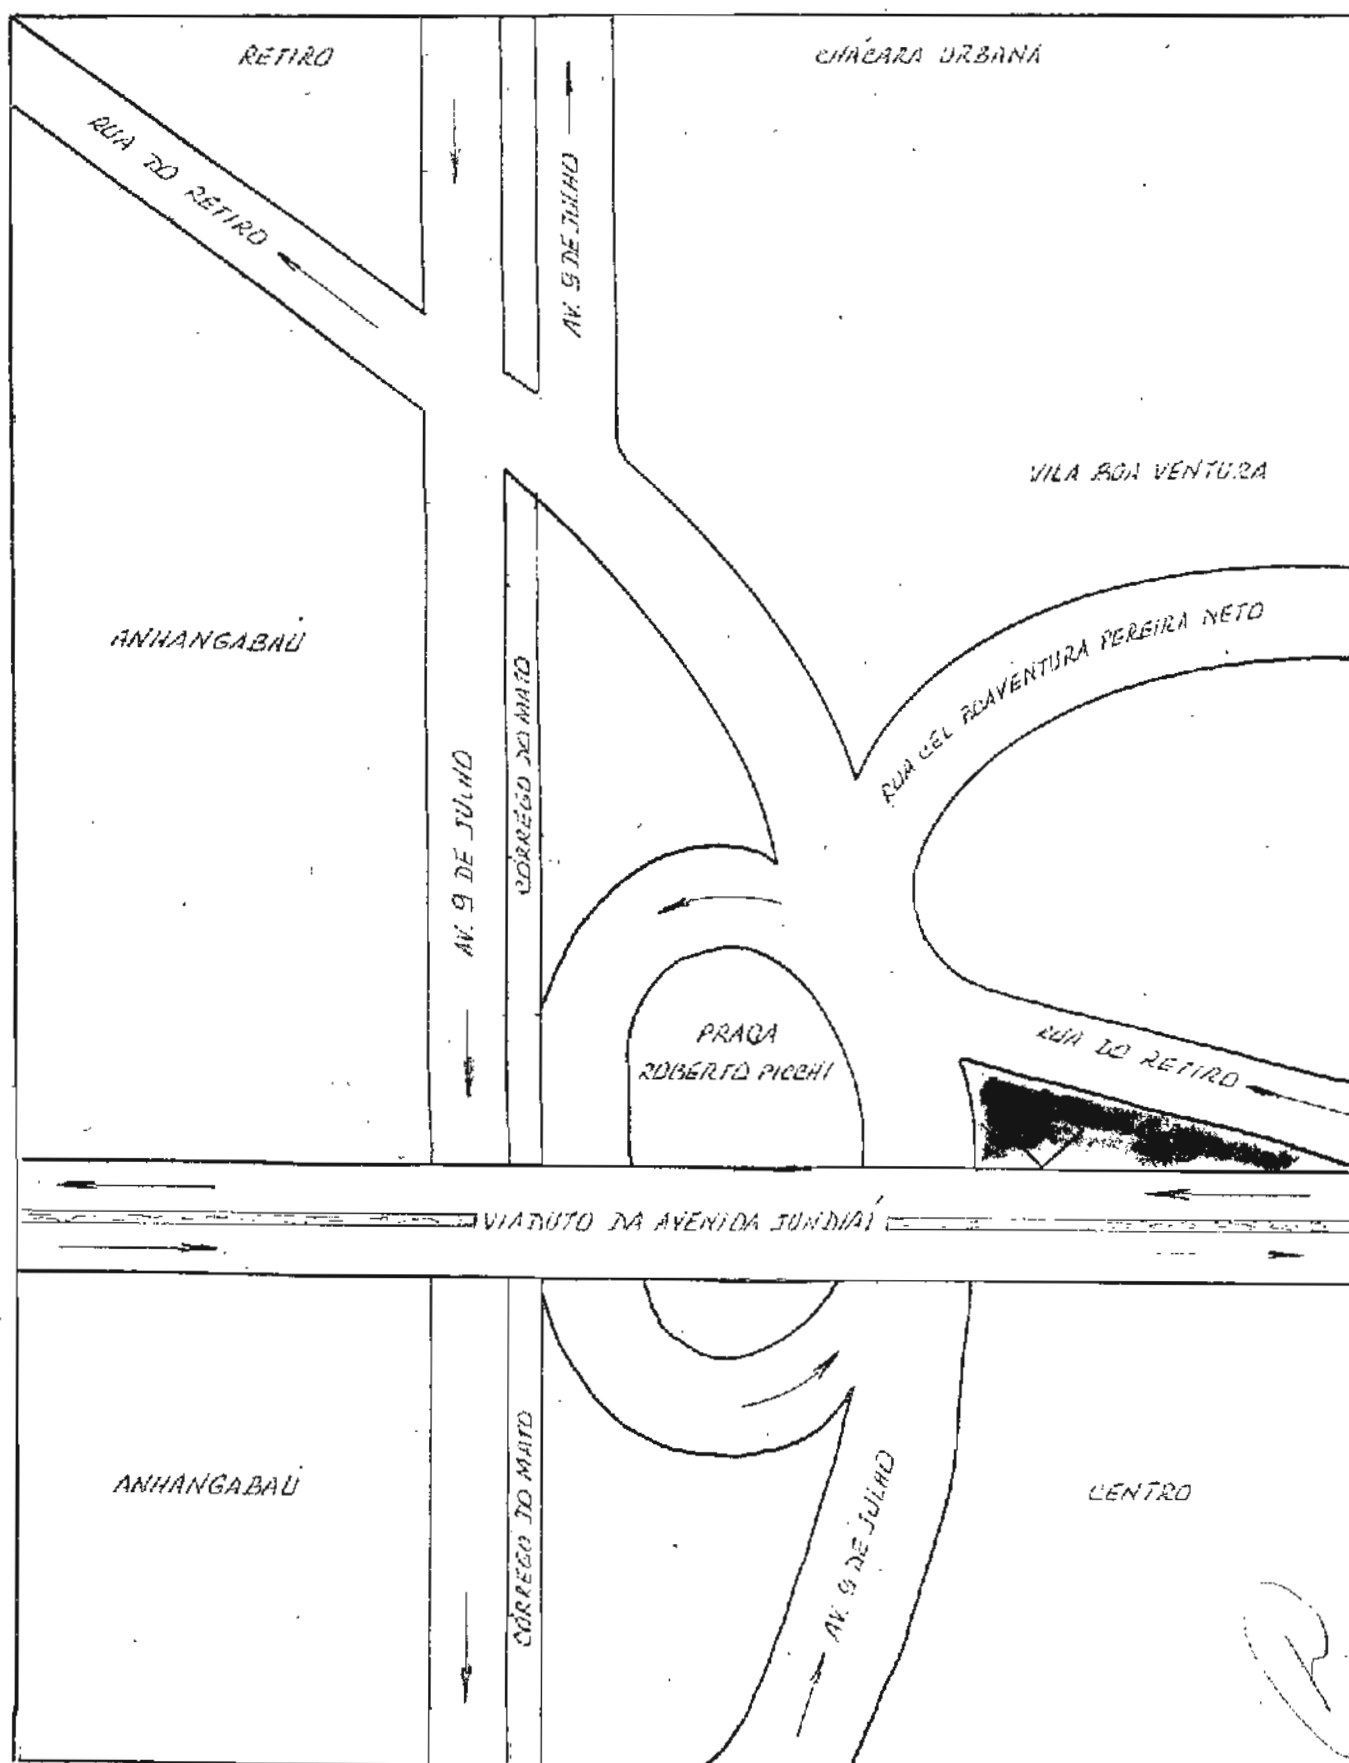 RETIRO
CHÁCARA URBANA
RUA DO RETIRO
AV. 9 DE JULHO
VILA BOA VENTURA
ANHANGABAÚ
RUA CEL BOAVENTURA PEREIRA NETO
CÓRREGO DO MATO
AV. 9 DE JULHO
PRAÇA
ROBERTO PICCHI
RUA DO RETIRO
VIADUTO DA AVENIDA JUNDIAÍ
ANHANGABAÚ
CÓRREGO DO MATO
AV. 9 DE JULHO
CENTRO